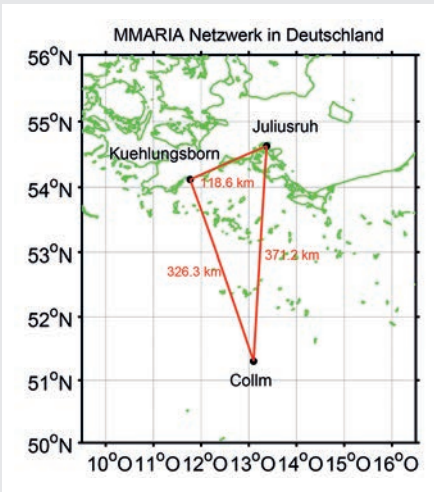 MMARIA Netzwerk in Deutschland
56°N
55°N
Juliusruh
Kuehlungsborn
54°N
118.6 km
53°N
371.2 km
326.3 km
52°N
51°N
Collm
50°N
10°O 11°O 12°O 13°O 14°O 15°O 16°O